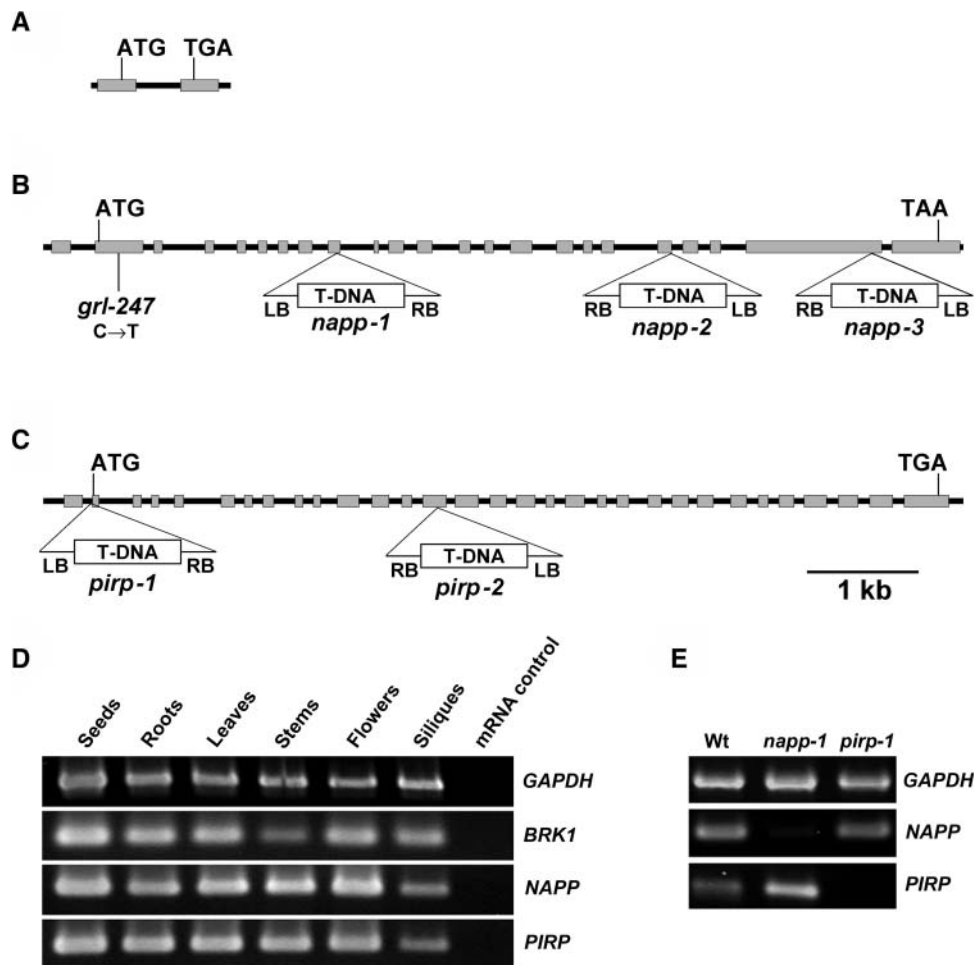 A
ATG TGA
B
ATG TAA
grl-247
C→T
LB T-DNA RB
napp-1
RB T-DNA LB
napp-2
RB T-DNA LB
napp-3
C
ATG TGA
LB T-DNA RB
pirp-1
RB T-DNA LB
pirp-2
1 kb
D
Seeds Roots Leaves Stems Flowers Siliques mRNA control
GAPDH
BRK1
NAPP
PIRP
E
Wt napp-1 pirp-1
GAPDH
NAPP
PIRP